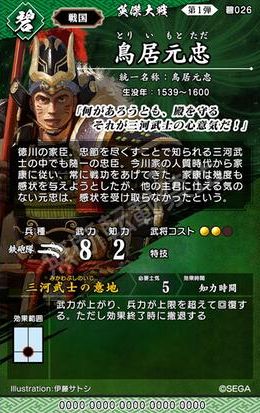 碧
戦国
英傑大戦
第1弾
碧026
とり い もと ただ
鳥居元忠
統一名称：鳥居元忠
生没年：1539～1600
「何があろうとも、殿を守る
それが三河武士の心意気だ！」
徳川の家臣。忠節を尽くすことで知られる三河武
士の中でも随一の忠臣。今川家の人質時代から家
康に従い、常に戦功をあげてきた。家康は幾度も
感状を与えようとしたが、他の主君に仕える気の
ない元忠は、感状を受け取らなかったという。
兵種 武力 知力 武将コスト
鉄砲隊 8 2 特技
みかわぶしのいじ 必要士気 効果時間
三河武士の意地 5 知力時間
効果範囲
武力が上がり、兵力が上限を超えて回復す
る。ただし効果終了時に撤退する
Illustration:伊藤サトシ
©SEGA
0000-0000-0000-0000-0000